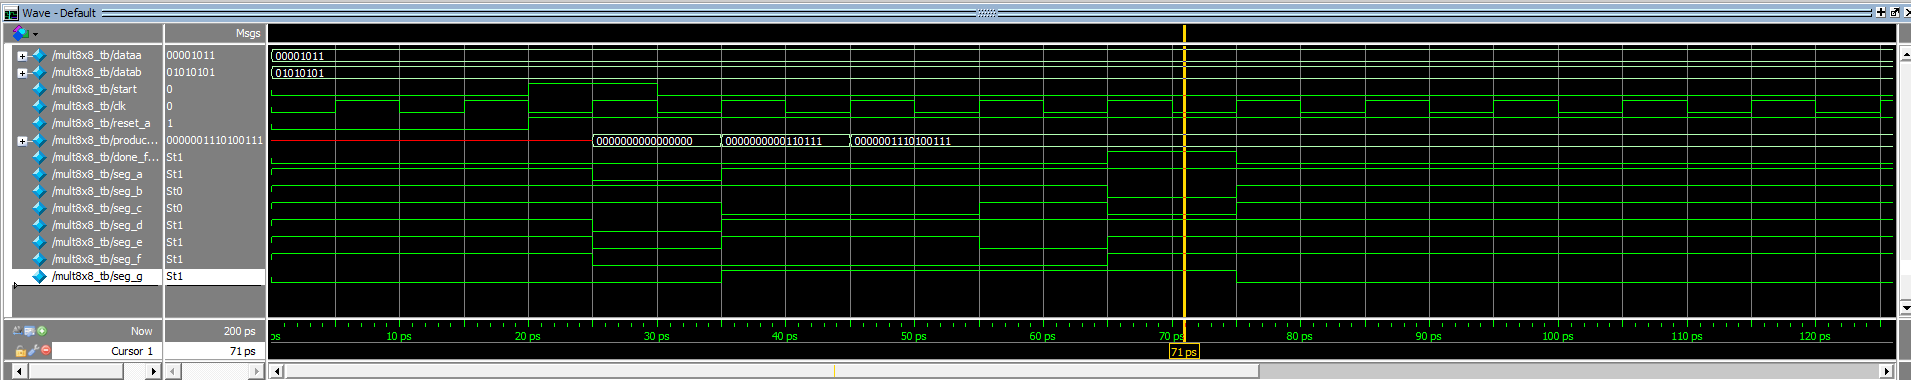 Wave - Default
Msgs
/mult8x8_tb/dataa 00001011 00001011
/mult8x8_tb/datab 01010101 01010101
/mult8x8_tb/start 0
/mult8x8_tb/clk 0
/mult8x8_tb/reset_a 1
/mult8x8_tb/produc... 0000001110100111 0000000000000000 0000000000110111 0000001110100111
/mult8x8_tb/done_f... St1
/mult8x8_tb/seg_a St1
/mult8x8_tb/seg_b St0
/mult8x8_tb/seg_c St0
/mult8x8_tb/seg_d St1
/mult8x8_tb/seg_e St1
/mult8x8_tb/seg_f St1
/mult8x8_tb/seg_g St1
Now 200 ps ps 10 ps 20 ps 30 ps 40 ps 50 ps 60 ps 70 ps 80 ps 90 ps 100 ps 110 ps 120 ps
Cursor 1 71 ps 71 ps